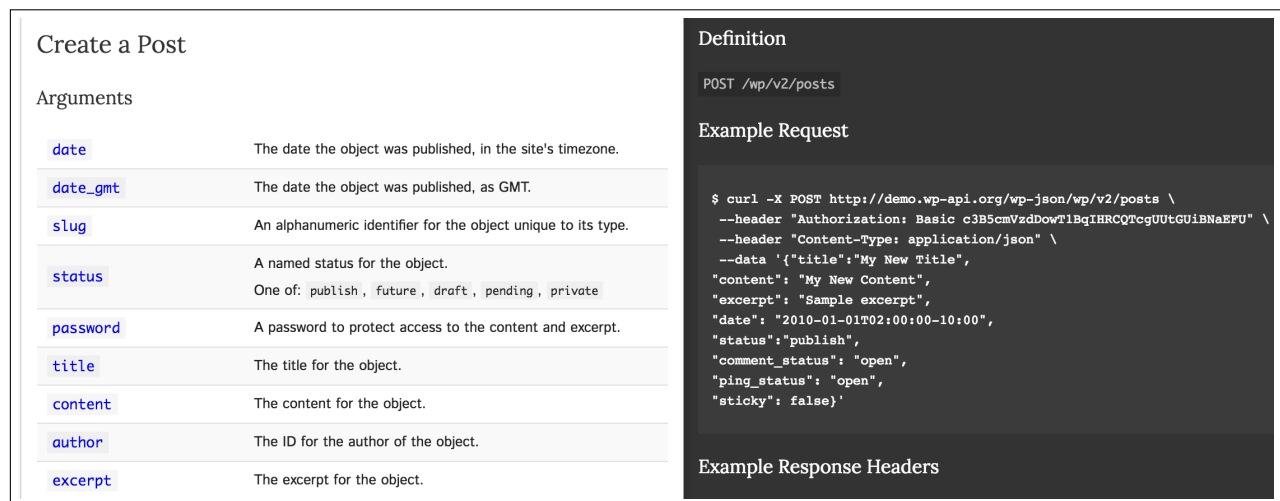 Create a Post
Arguments
date The date the object was published, in the site's timezone.
date_gmt The date the object was published, as GMT.
slug An alphanumeric identifier for the object unique to its type.
status A named status for the object.
One of: publish , future , draft , pending , private
password A password to protect access to the content and excerpt.
title The title for the object.
content The content for the object.
author The ID for the author of the object.
excerpt The excerpt for the object.
Definition
POST /wp/v2/posts
Example Request
$ curl -X POST http://demo.wp-api.org/wp-json/wp/v2/posts \
--header "Authorization: Basic c3B5cmVzdDowT1BqIHRCQTcgUUtGUiBNaEFU" \
--header "Content-Type: application/json" \
--data '{"title":"My New Title",
"content": "My New Content",
"excerpt": "Sample excerpt",
"date": "2010-01-01T02:00:00-10:00",
"status":"publish",
"comment_status": "open",
"ping_status": "open",
"sticky": false}'
Example Response Headers